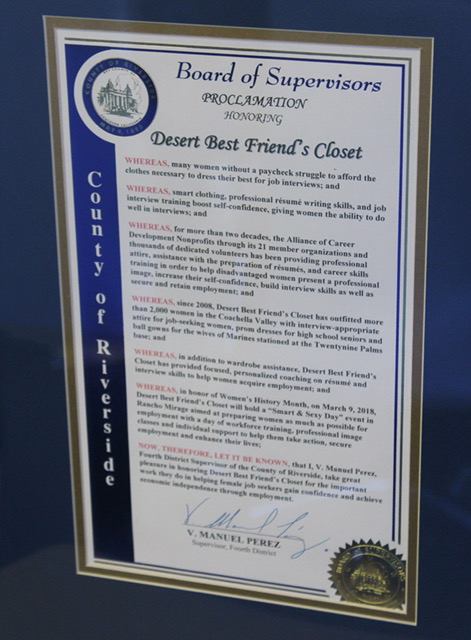 Board of Supervisors
PROCLAMATION
HONORING
Desert Best Friend's Closet
WHEREAS, many women without a paycheck struggle to afford the
clothes necessary to dress their best for job interviews; and
WHEREAS, smart clothing, professional résumé writing skills, and job
interview training boost self-confidence, giving women the ability to do
well in interviews; and
WHEREAS, for more than two decades, the Alliance of Career
Development Nonprofits through its 21 member organizations and
thousands of dedicated volunteers has been providing professional
attire, assistance with the preparation of résumés, and career skills
training in order to help disadvantaged women present a professional
image, increase their self-confidence, build interview skills as well as
secure and retain employment; and
WHEREAS, since 2008, Desert Best Friend's Closet has outfitted more
than 2,000 women in the Coachella Valley with interview-appropriate
attire for job-seeking women, prom dresses for high school seniors and
ball gowns for the wives of Marines stationed at the Twentynine Palms
base; and
WHEREAS, in addition to wardrobe assistance, Desert Best Friend's
Closet has provided focused, personalized coaching on résumé and
interview skills to help women acquire employment; and
WHEREAS, in honor of Women's History Month, on March 9, 2018,
Desert Best Friend's Closet will hold a "Smart & Sexy Day" event in
Rancho Mirage aimed at preparing women as much as possible for
employment with a day of workforce training, professional image
classes and individual support to help them take action, secure
employment and enhance their lives;
NOW, THEREFORE, LET IT BE KNOWN, that I, V. Manuel Perez,
Fourth District Supervisor of the County of Riverside, take great
pleasure in honoring Desert Best Friend's Closet for the important
work they do in helping female job seekers gain confidence and achieve
economic independence through employment.
V. MANUEL PEREZ
Supervisor, Fourth District
County of Riverside
COUNTY OF RIVERSIDE
MAY 9, 1893